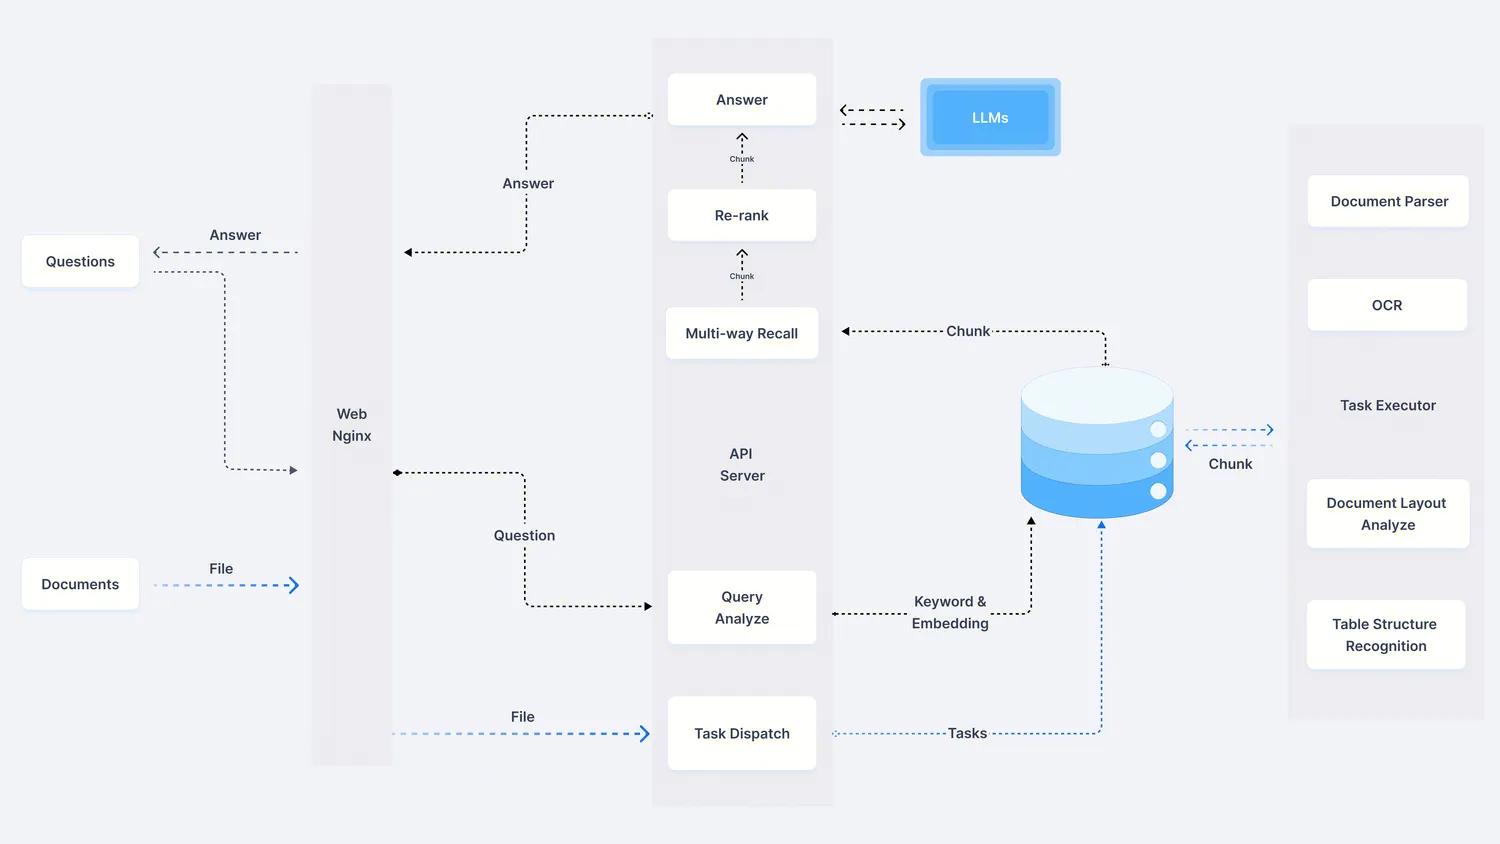 Answer
LLMs
Chunk
Answer
Document Parser
Re-rank
Answer
Questions
Chunk
OCR
Multi-way Recall
Chunk
Task Executor
Web
Nginx
API
Server
Chunk
Document Layout
Analyze
Question
File
Documents
Query
Analyze
Keyword &
Embedding
Table Structure
Recognition
File
Task Dispatch
Tasks